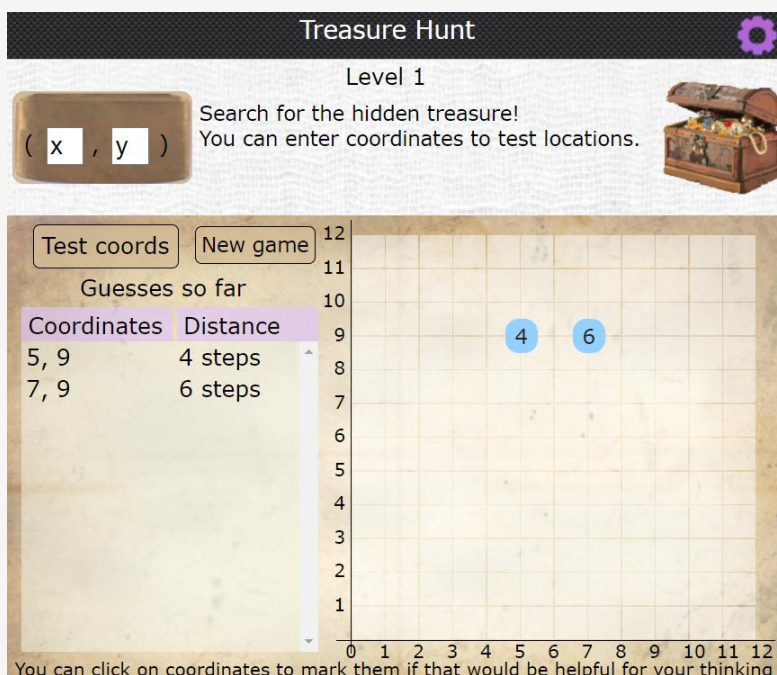 Treasure Hunt
Level 1
Search for the hidden treasure!
You can enter coordinates to test locations.
( x , y )
Test coords
New game
Guesses so far
Coordinates Distance
5, 9 4 steps
7, 9 6 steps
12
11
10
9
8
7
6
5
4
3
2
1
4 6
0 1 2 3 4 5 6 7 8 9 10 11 12
You can click on coordinates to mark them if that would be helpful for your thinking